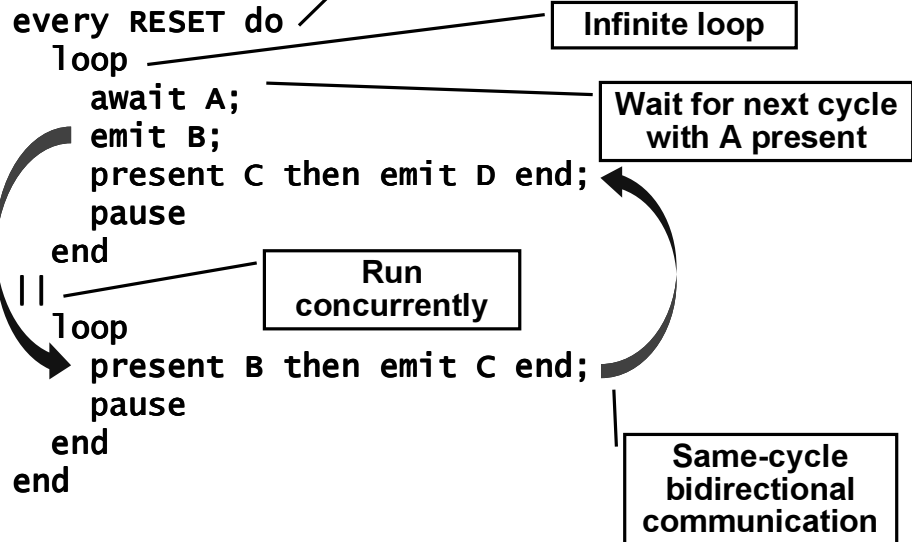 every RESET do
Infinite loop
loop
await A;
Wait for next cycle
with A present
emit B;
present C then emit D end;
pause
end
||
Run
concurrently
loop
present B then emit C end;
pause
end
end
Same-cycle
bidirectional
communication